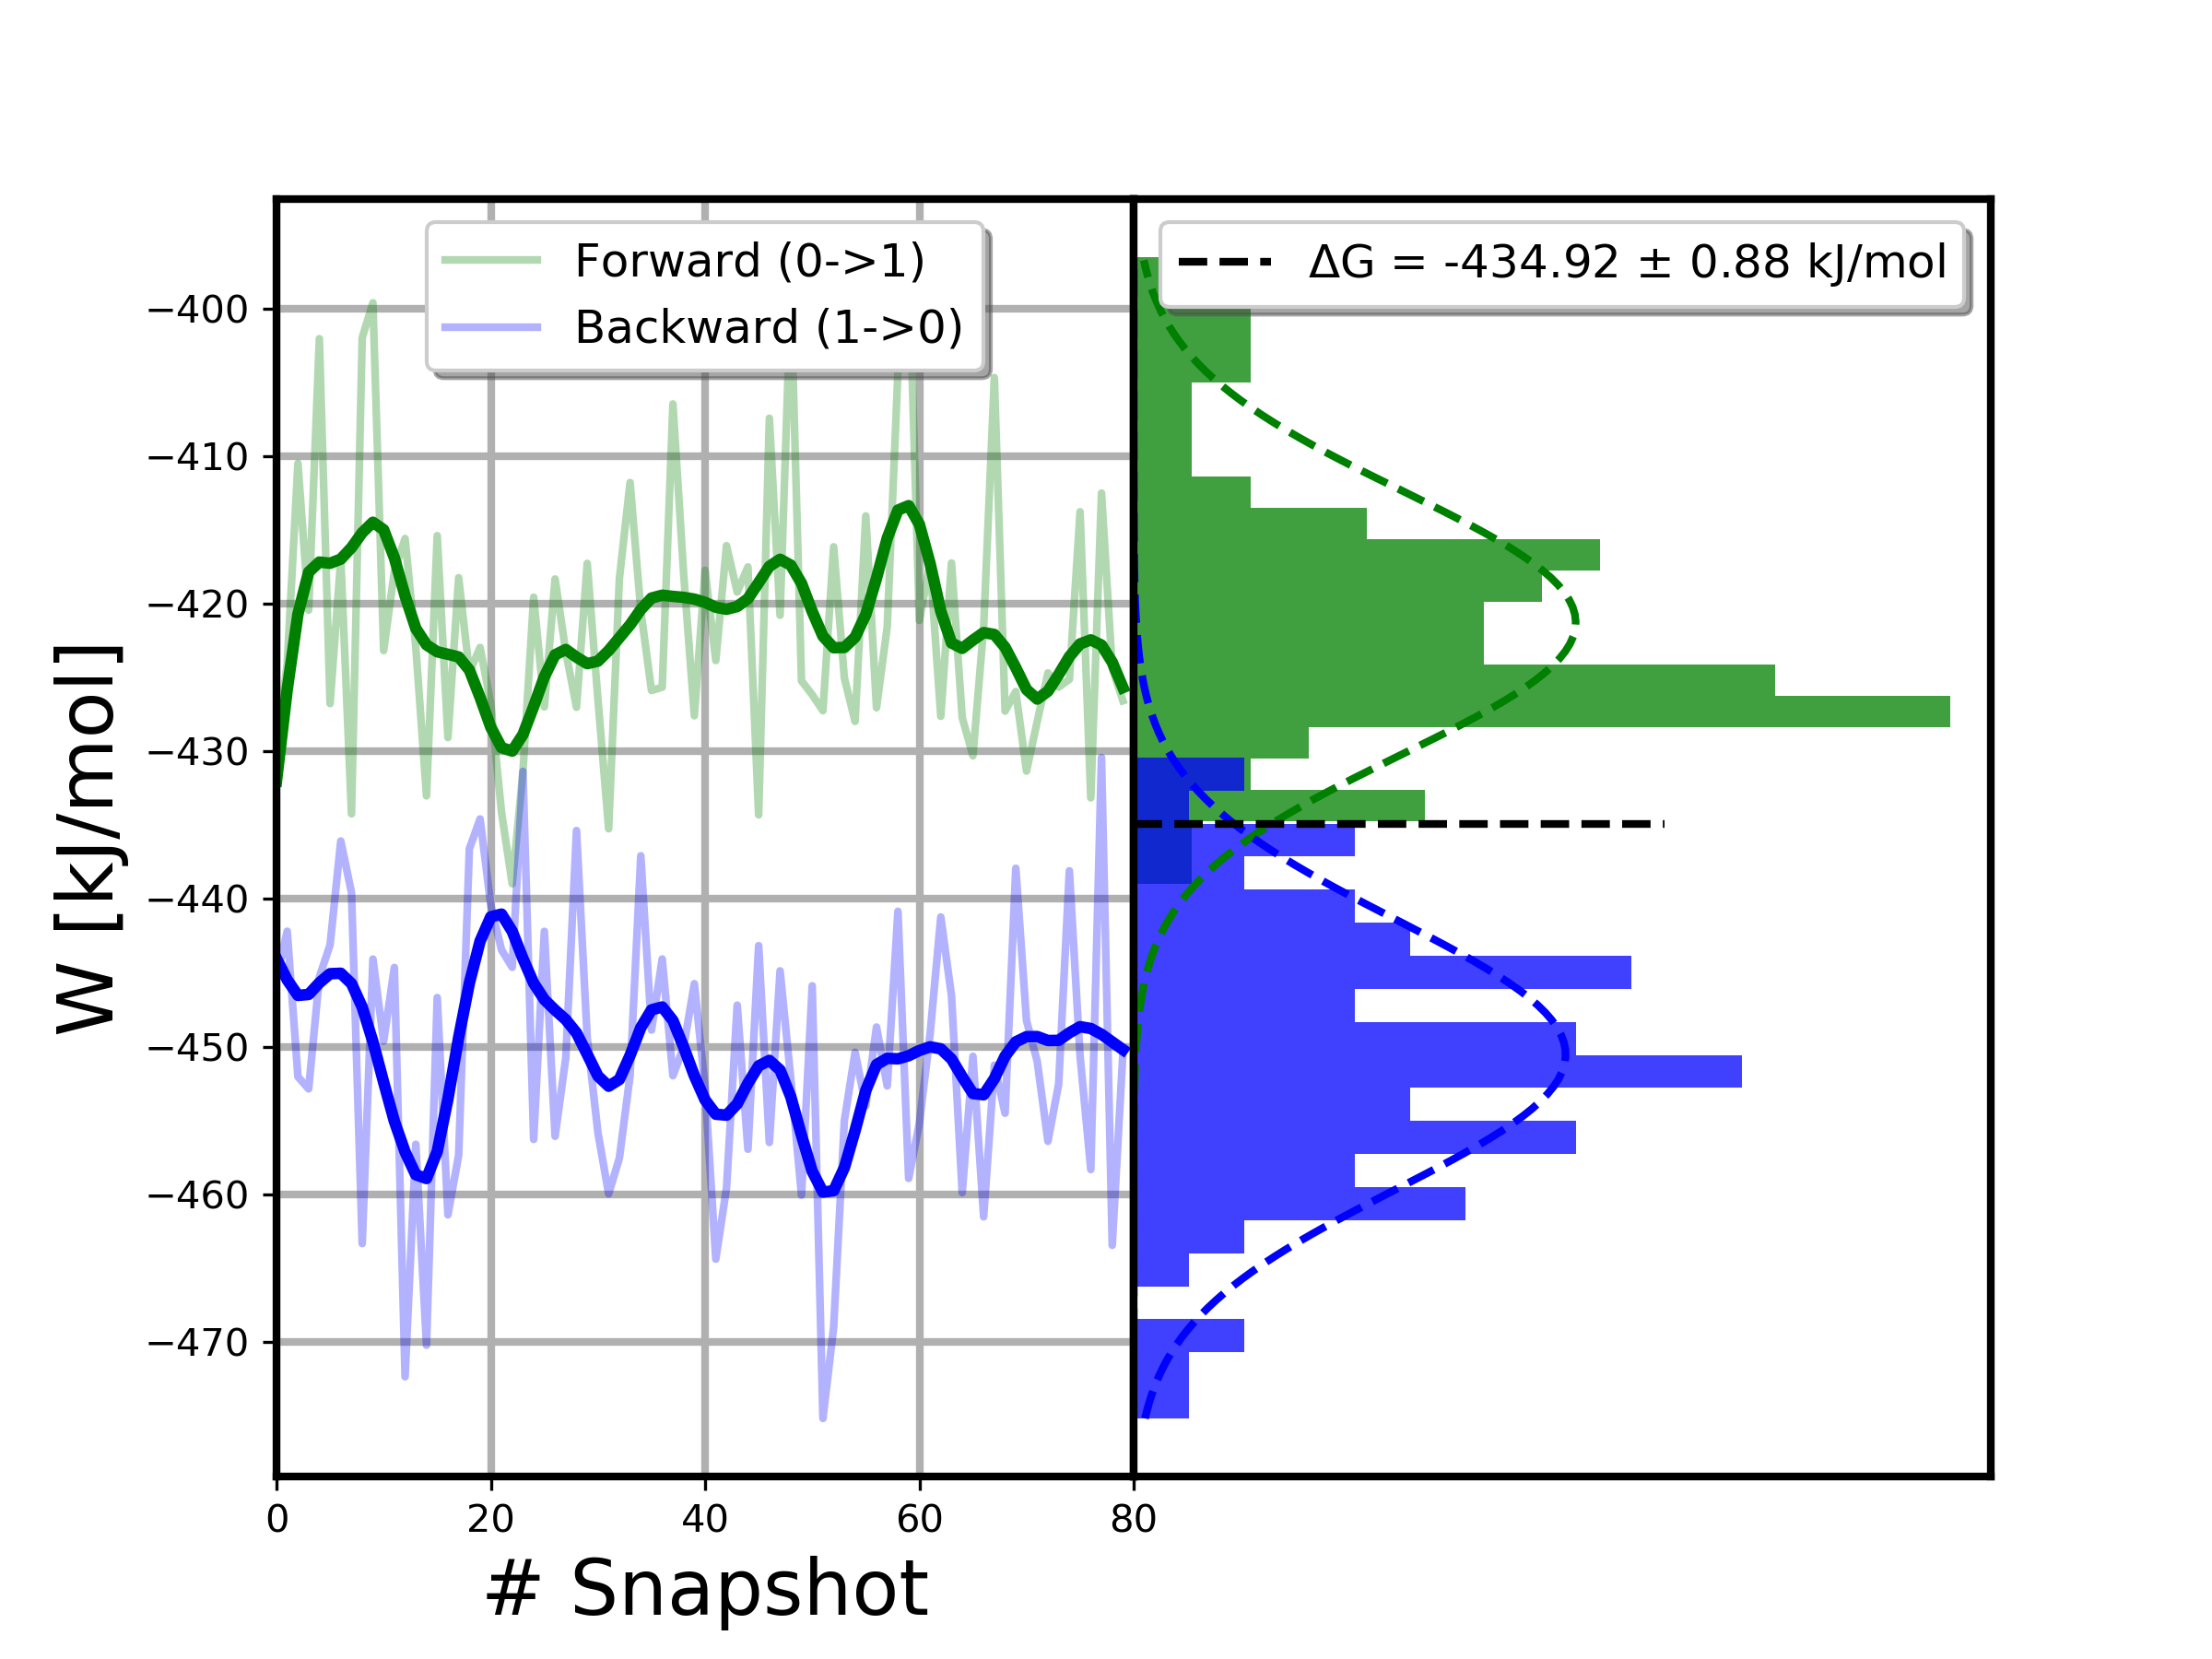 Forward (0->1)
Backward (1->0)
ΔG = -434.92 ± 0.88 kJ/mol
−400
−410
−420
−430
−440
−450
−460
−470
W [kJ/mol]
0 20 40 60 80
# Snapshot